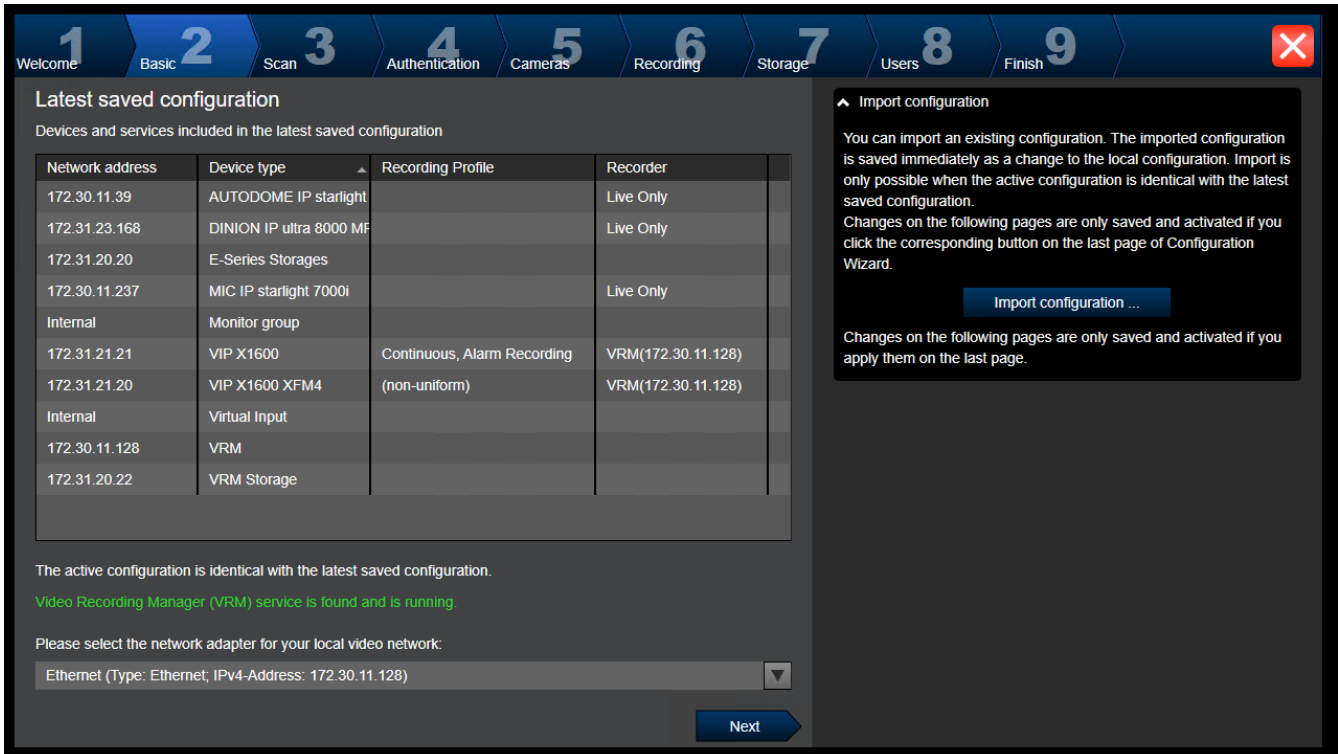 1 2 3 4 5 6 7 8 9
Welcome Basic Scan Authentication Cameras Recording Storage Users Finish
Latest saved configuration
Devices and services included in the latest saved configuration
Network address Device type Recording Profile Recorder
172.30.11.39 AUTODOME IP starlight Live Only
172.31.23.168 DINION IP ultra 8000 MP Live Only
172.31.20.20 E-Series Storages
172.30.11.237 MIC IP starlight 7000i Live Only
Internal Monitor group
172.31.21.21 VIP X1600 Continuous, Alarm Recording VRM(172.30.11.128)
172.31.21.20 VIP X1600 XFM4 (non-uniform) VRM(172.30.11.128)
Internal Virtual Input
172.30.11.128 VRM
172.31.20.22 VRM Storage
The active configuration is identical with the latest saved configuration.
Video Recording Manager (VRM) service is found and is running.
Please select the network adapter for your local video network:
Ethernet (Type: Ethernet; IPv4-Address: 172.30.11.128)
Next
Import configuration
You can import an existing configuration. The imported configuration
is saved immediately as a change to the local configuration. Import is
only possible when the active configuration is identical with the latest
saved configuration.
Changes on the following pages are only saved and activated if you
click the corresponding button on the last page of Configuration
Wizard.
Import configuration ...
Changes on the following pages are only saved and activated if you
apply them on the last page.